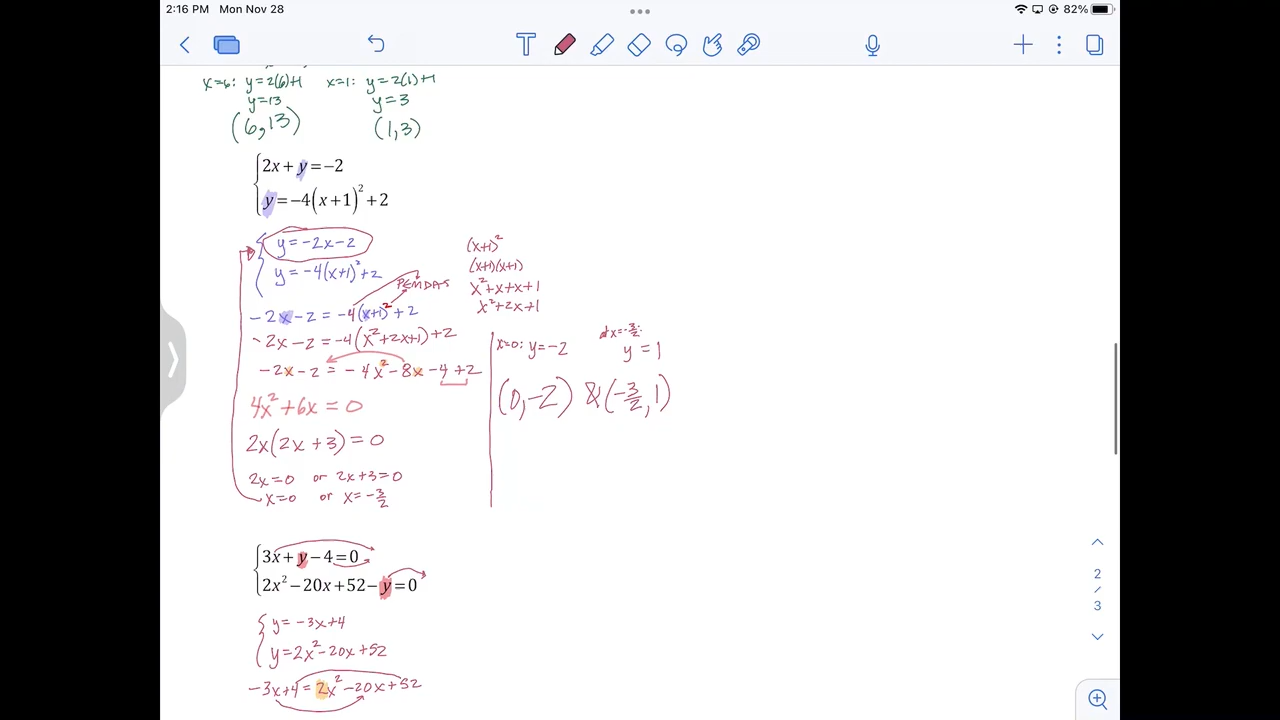 2:16 PM Mon Nov 28
82%
x=6: y=2(6)+1 x=1: y=2(1)+1
y=13 y=3
(6,13) (1,3)
2x+y=−2
y=−4(x+1)²+2
y=-2x-2
y=-4(x+1)²+2
(x+1)²
(x+1)(x+1)
x²+x+x+1
x²+2x+1
PEMDAS
-2x-2=-4(x+1)²+2
-2x-2=-4(x²+2x+1)+2
-2x-2=-4x²-8x-4+2
4x²+6x=0
2x(2x+3)=0
2x=0 or 2x+3=0
x=0 or x=-3/2
x=0: y=-2 x=-3/2:
y=1
(0,-2) & (-3/2,1)
3x+y−4=0
2x²−20x+52−y=0
y=-3x+4
y=2x²-20x+52
-3x+4=2x²-20x+52
2
/
3